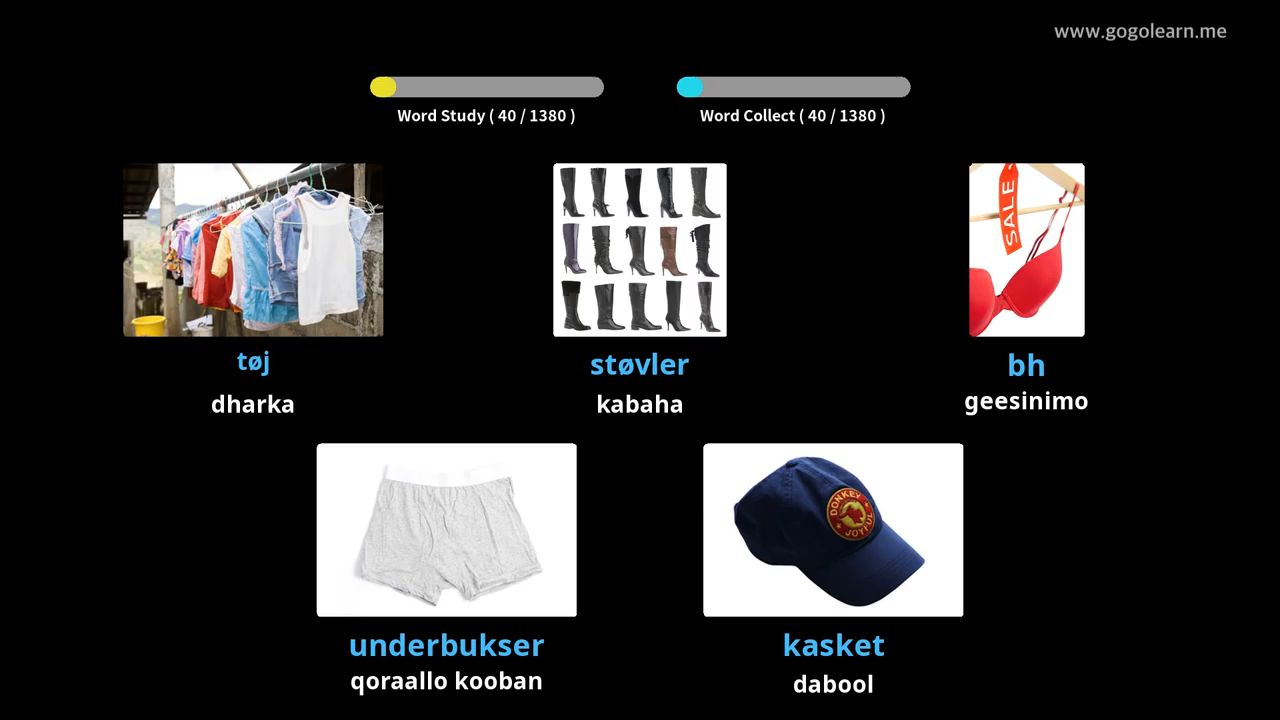 www.gogolearn.me
Word Study ( 40 / 1380 )
Word Collect ( 40 / 1380 )
SALE
tøj
støvler
bh
dharka
kabaha
geesinimo
DONKEY
JOYFUL
underbukser
kasket
qoraallo kooban
dabool